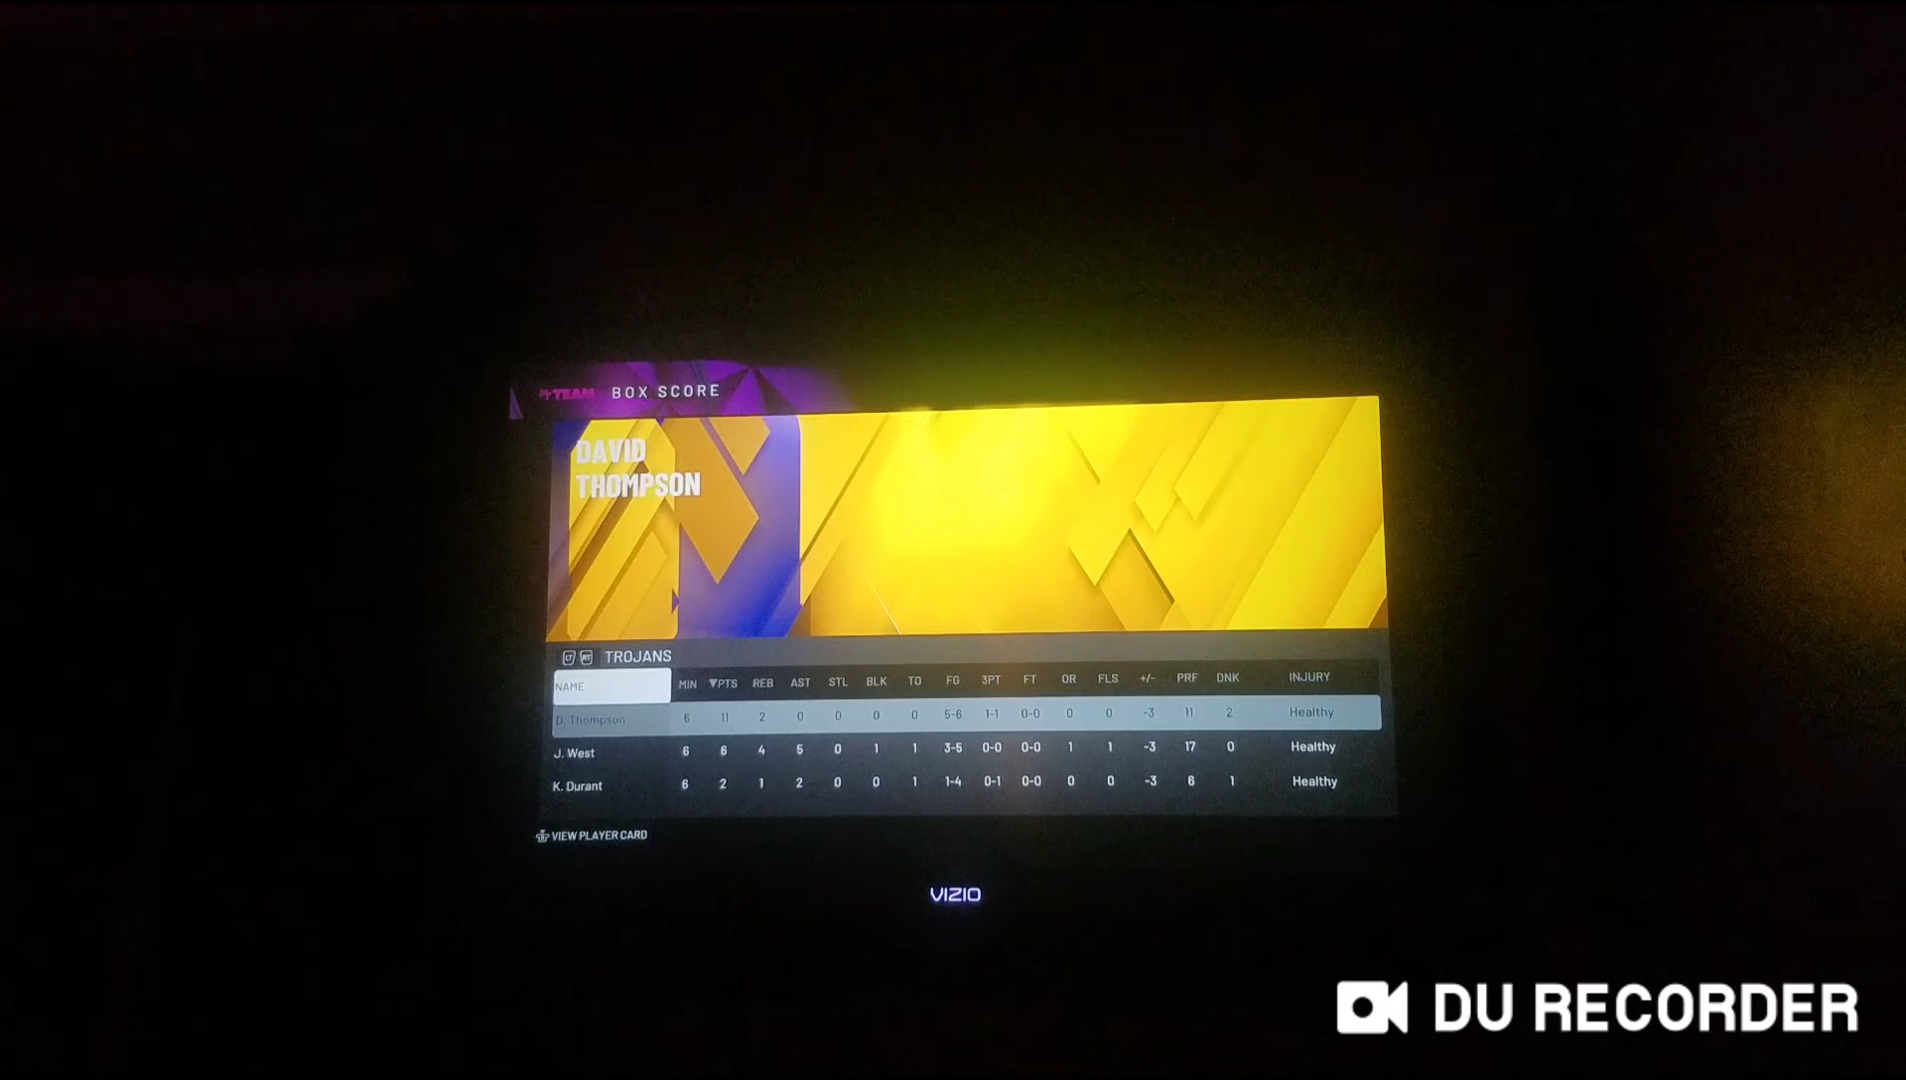 TEAM BOX SCORE
DAVID
THOMPSON
LT RT TROJANS
NAME MIN ▼PTS REB AST STL BLK TO FG 3PT FT OR FLS +/- PRF DNK INJURY
D. Thompson 6 11 2 0 0 0 0 5-6 1-1 0-0 0 0 -3 11 2 Healthy
J. West 6 6 4 5 0 1 1 3-5 0-0 0-0 1 1 -3 17 0 Healthy
K. Durant 6 2 1 2 0 0 1 1-4 0-1 0-0 0 0 -3 6 1 Healthy
VIEW PLAYER CARD
VIZIO
DU RECORDER